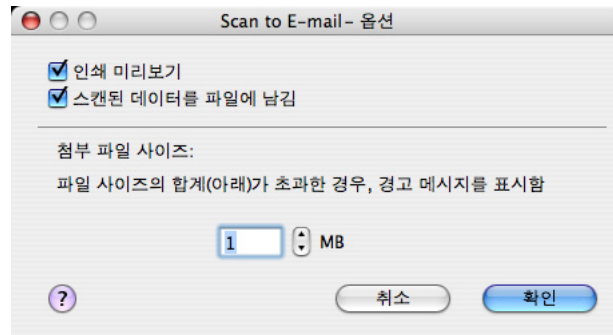 Scan to E-mail– 옵션
인쇄 미리보기
스캔된 데이터를 파일에 남김
첨부 파일 사이즈:
파일 사이즈의 합계(아래)가 초과한 경우, 경고 메시지를 표시함
1 MB
? 취소 확인